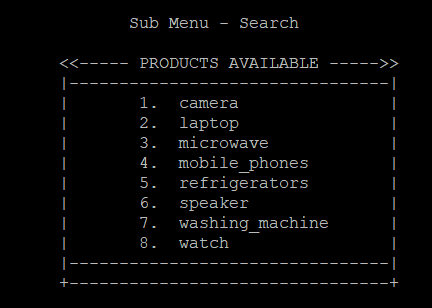 Sub Menu - Search
<<----- PRODUCTS AVAILABLE ----->>
|--------------------------------|
| 1. camera |
| 2. laptop |
| 3. microwave |
| 4. mobile_phones |
| 5. refrigerators |
| 6. speaker |
| 7. washing_machine |
| 8. watch |
|--------------------------------|
+--------------------------------+